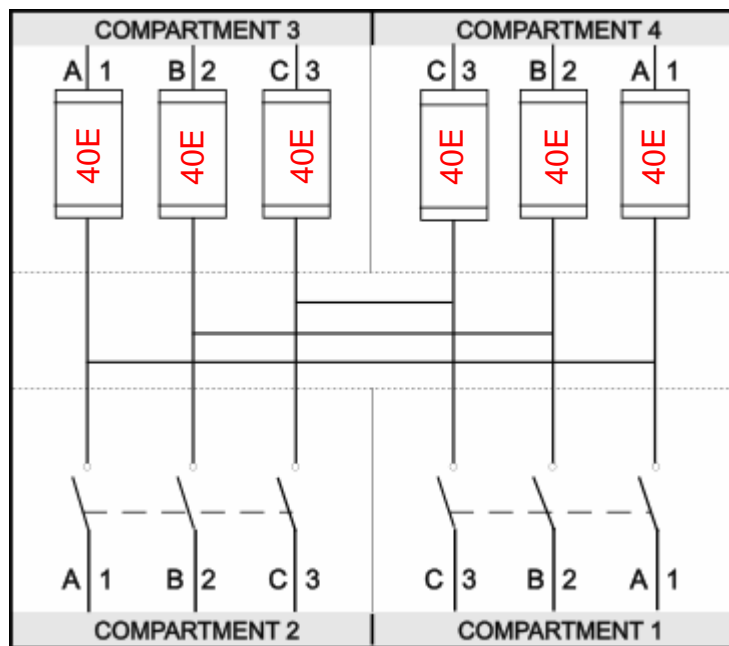 COMPARTMENT 3 COMPARTMENT 4
A 1 B 2 C 3 C 3 B 2 A 1
40E 40E 40E 40E 40E 40E
A 1 B 2 C 3 C 3 B 2 A 1
COMPARTMENT 2 COMPARTMENT 1